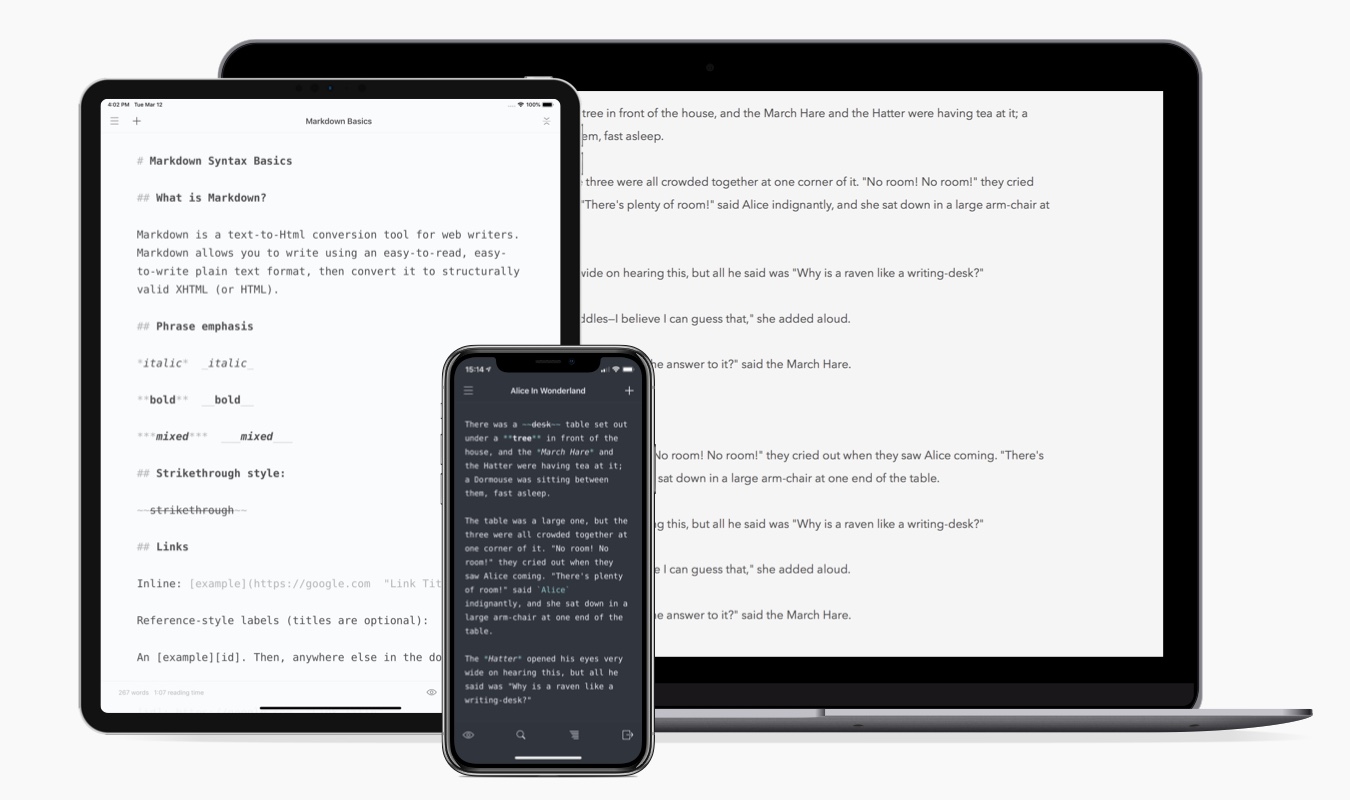 4:02 PM Tue Mar 12
100%
Markdown Basics
# Markdown Syntax Basics
## What is Markdown?
Markdown is a text-to-Html conversion tool for web writers.
Markdown allows you to write using an easy-to-read, easy-
to-write plain text format, then convert it to structurally
valid XHTML (or HTML).
## Phrase emphasis
*italic* _italic_
**bold** __bold__
***mixed*** ___mixed___
## Strikethrough style:
~~strikethrough~~
## Links
Inline: [example](https://google.com "Link Tit
Reference-style labels (titles are optional):
An [example][id]. Then, anywhere else in the do
267 words 1:07 reading time
15:14
Alice In Wonderland
There was a ~~desk~~ table set out
under a **tree** in front of the
house, and the *March Hare* and
the Hatter were having tea at it;
a Dormouse was sitting between
them, fast asleep.
The table was a large one, but the
three were all crowded together at
one corner of it. "No room! No
room!" they cried out when they
saw Alice coming. "There's plenty
of room!" said `Alice`
indignantly, and she sat down in a
large arm-chair at one end of the
table.
The *Hatter* opened his eyes very
wide on hearing this, but all he
said was "Why is a raven like a
writing-desk?"
tree in front of the house, and the March Hare and the Hatter were having tea at it; a
em, fast asleep.
three were all crowded together at one corner of it. "No room! No room!" they cried
"There's plenty of room!" said Alice indignantly, and she sat down in a large arm-chair at
wide on hearing this, but all he said was "Why is a raven like a writing-desk?"
ddles—I believe I can guess that," she added aloud.
he answer to it?" said the March Hare.
No room! No room!" they cried out when they saw Alice coming. "There's
sat down in a large arm-chair at one end of the table.
g this, but all he said was "Why is a raven like a writing-desk?"
e I can guess that," she added aloud.
he answer to it?" said the March Hare.